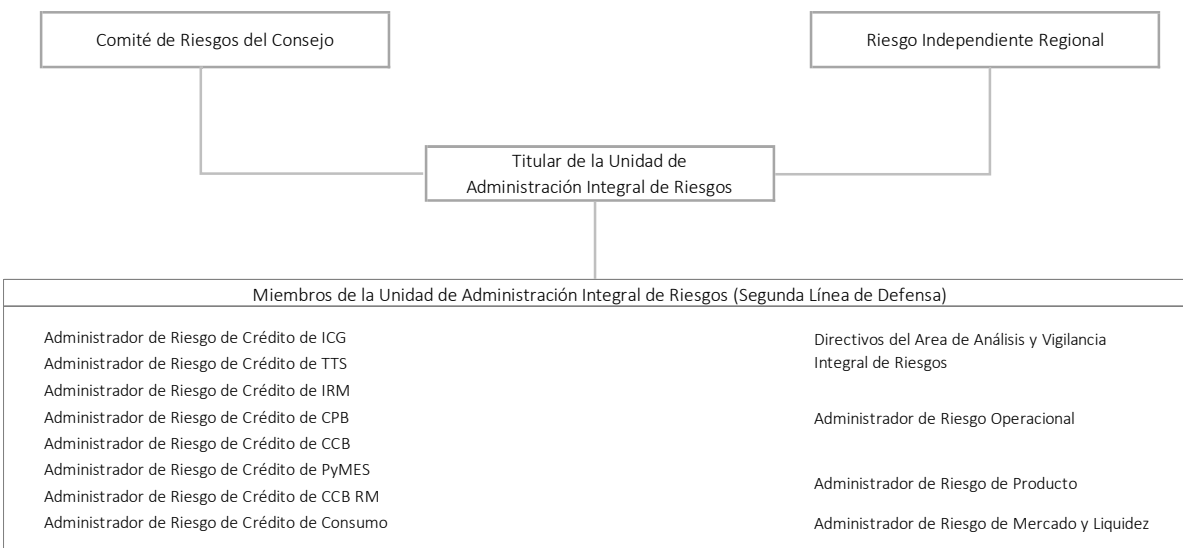 Comité de Riesgos del Consejo
Riesgo Independiente Regional
Titular de la Unidad de
Administración Integral de Riesgos
Miembros de la Unidad de Administración Integral de Riesgos (Segunda Línea de Defensa)
Administrador de Riesgo de Crédito de ICG
Administrador de Riesgo de Crédito de TTS
Administrador de Riesgo de Crédito de IRM
Administrador de Riesgo de Crédito de CPB
Administrador de Riesgo de Crédito de CCB
Administrador de Riesgo de Crédito de PyMES
Administrador de Riesgo de Crédito de CCB RM
Administrador de Riesgo de Crédito de Consumo
Directivos del Area de Análisis y Vigilancia
Integral de Riesgos
Administrador de Riesgo Operacional
Administrador de Riesgo de Producto
Administrador de Riesgo de Mercado y Liquidez